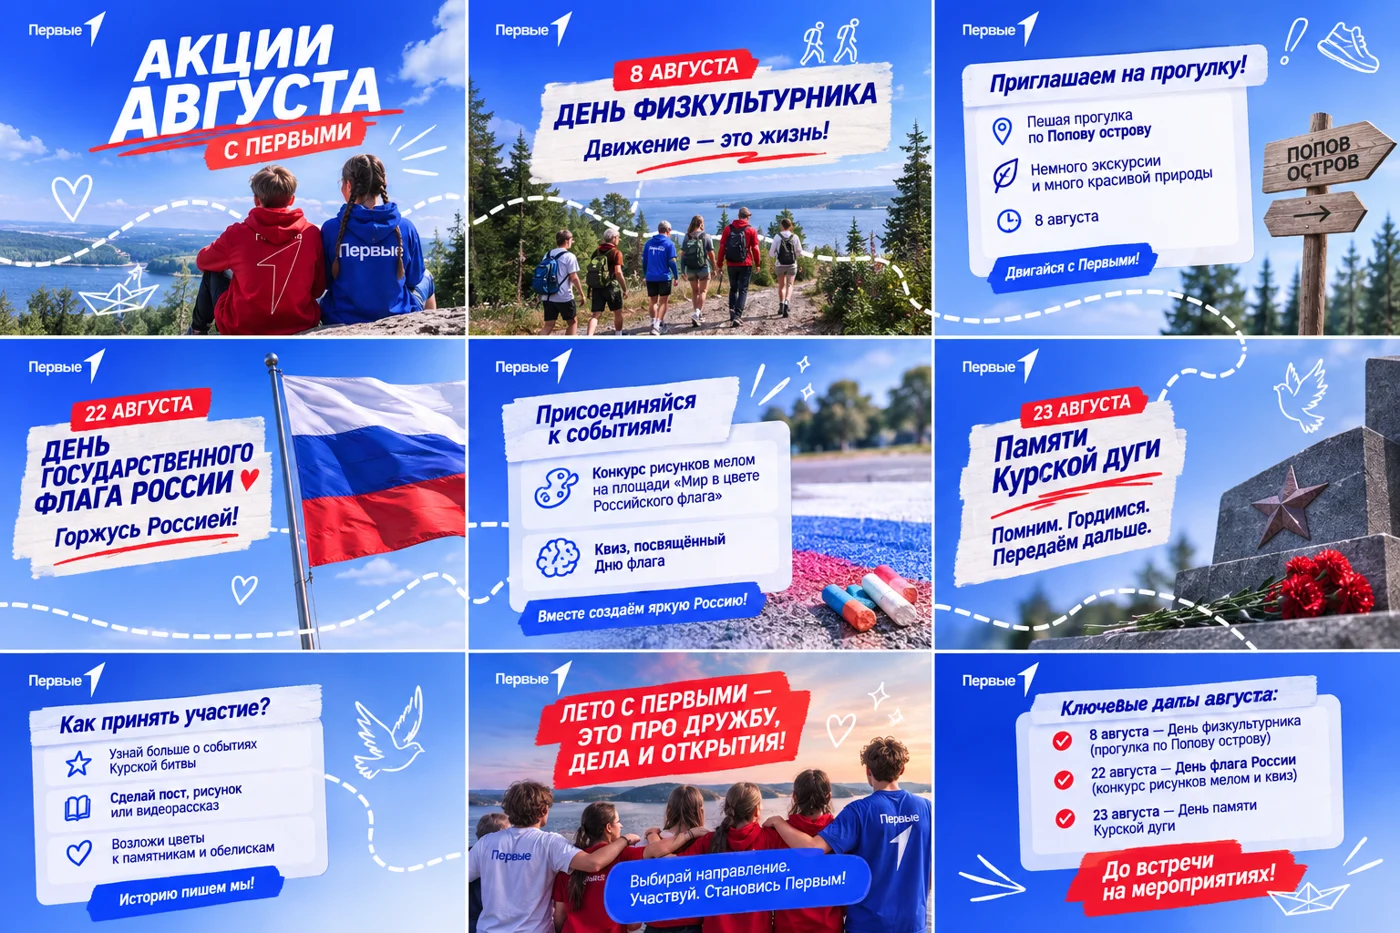 Первые
АКЦИИ
АВГУСТА
С ПЕРВЫМИ
Первые
Первые
8 АВГУСТА
ДЕНЬ ФИЗКУЛЬТУРНИКА
Движение — это жизнь!
Первые
Приглашаем на прогулку!
Пешая прогулка
по Попову острову
Немного экскурсии
и много красивой природы
8 августа
Двигайся с Первыми!
ПОПОВ
ОСТРОВ
Первые
22 АВГУСТА
ДЕНЬ
ГОСУДАРСТВЕННОГО
ФЛАГА РОССИИ
Горжусь Россией!
Первые
Присоединяйся
к событиям!
Конкурс рисунков мелом
на площади «Мир в цвете
Российского флага»
Квиз, посвящённый
Дню флага
Вместе создаём яркую Россию!
Первые
23 АВГУСТА
Памяти
Курской дуги
Помним. Гордимся.
Передаём дальше.
Первые
Как принять участие?
Узнай больше о событиях
Курской битвы
Сделай пост, рисунок
или видеорассказ
Возложи цветы
к памятникам и обелискам
Историю пишем мы!
Первые
ЛЕТО С ПЕРВЫМИ —
ЭТО ПРО ДРУЖБУ,
ДЕЛА И ОТКРЫТИЯ!
Первые
Первые
Выбирай направление.
Участвуй. Становись Первым!
Первые
Ключевые даты августа:
8 августа — День физкультурника
(прогулка по Попову острову)
22 августа — День флага России
(конкурс рисунков мелом и квиз)
23 августа — День памяти
Курской дуги
До встречи
на мероприятиях!